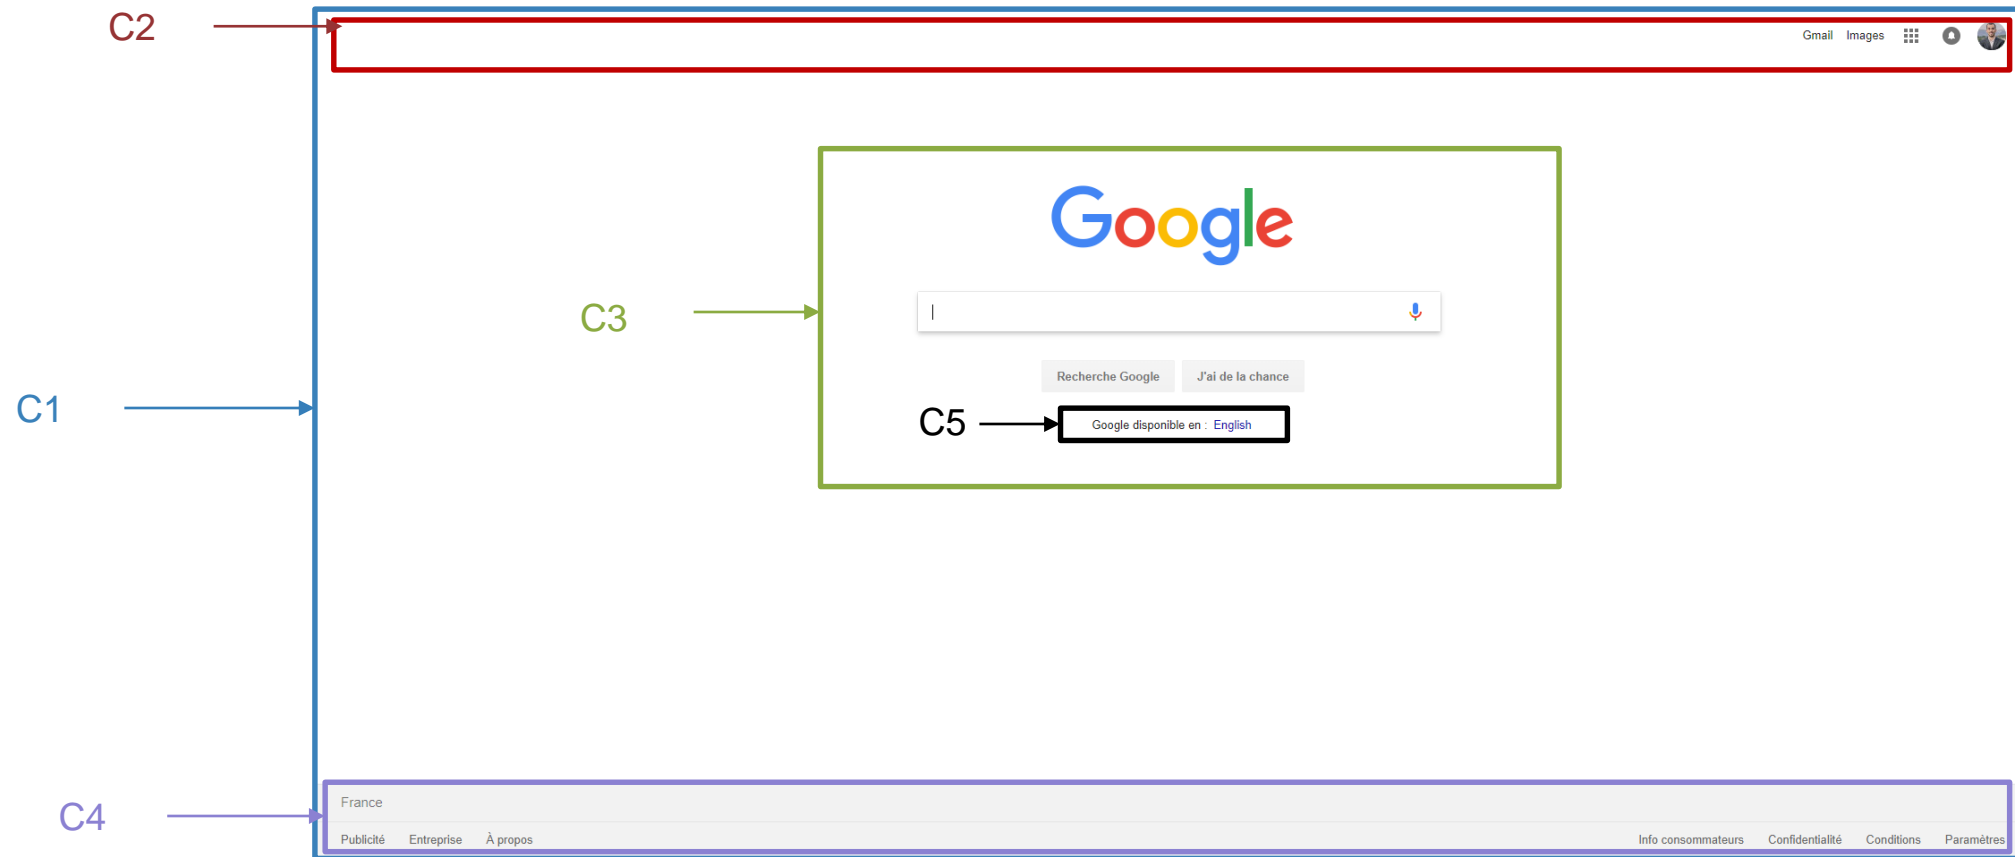 C2
Gmail Images
Google
C3
Recherche Google J'ai de la chance
C1
C5
Google disponible en : English
France
C4
Publicité Entreprise À propos Info consommateurs Confidentialité Conditions Paramètres